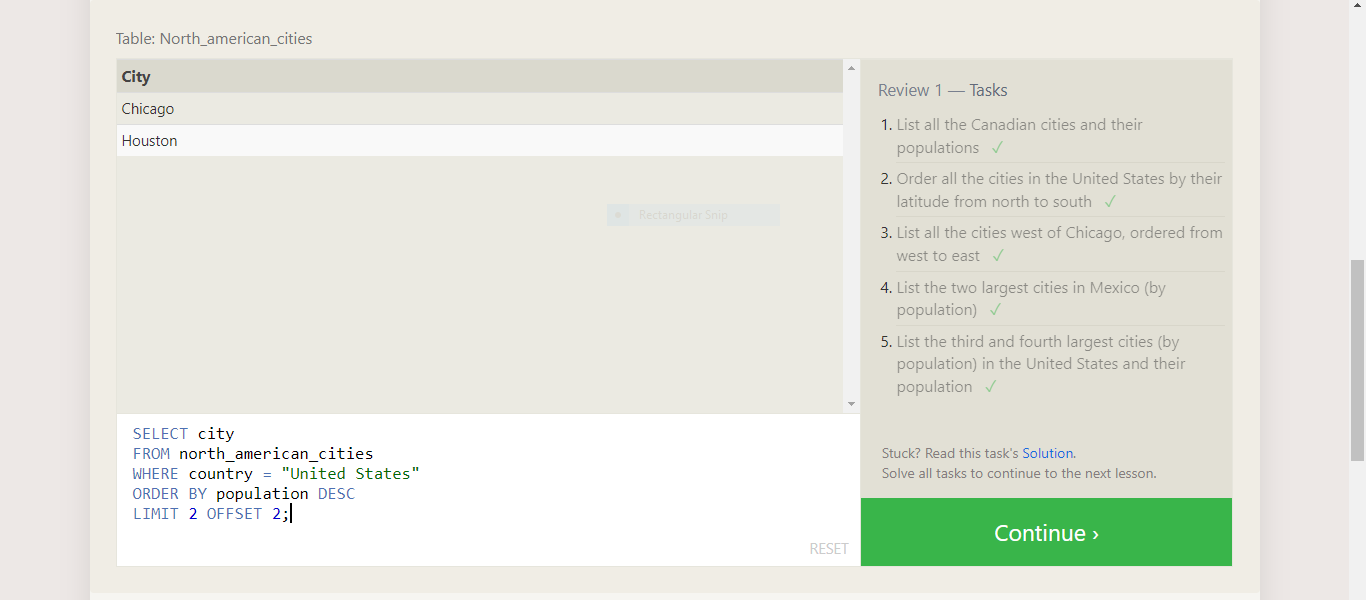 Table: North_american_cities
City
Chicago
Houston
Rectangular Snip
SELECT city
FROM north_american_cities
WHERE country = "United States"
ORDER BY population DESC
LIMIT 2 OFFSET 2;
RESET
Review 1 — Tasks
1. List all the Canadian cities and their
populations ✓
2. Order all the cities in the United States by their
latitude from north to south ✓
3. List all the cities west of Chicago, ordered from
west to east ✓
4. List the two largest cities in Mexico (by
population) ✓
5. List the third and fourth largest cities (by
population) in the United States and their
population ✓
Stuck? Read this task's Solution.
Solve all tasks to continue to the next lesson.
Continue ›